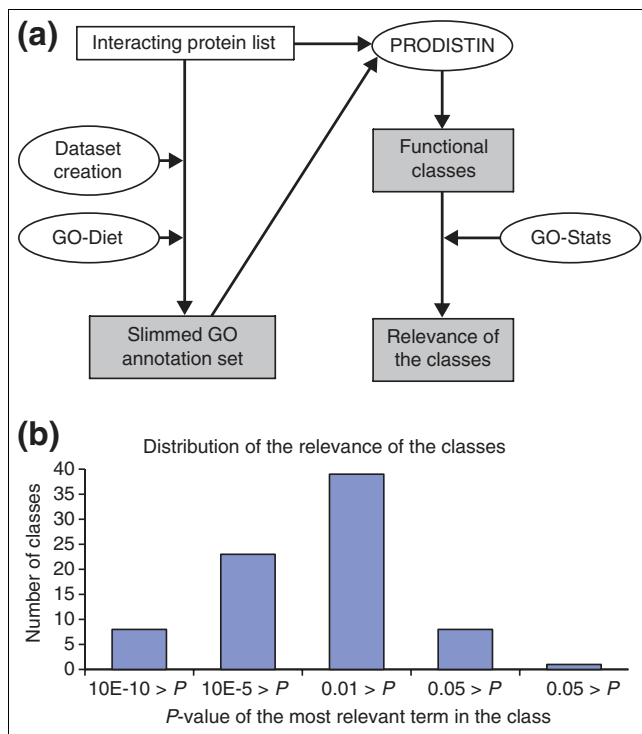 (a)
Interacting protein list
PRODISTIN
Dataset
creation
Functional
classes
GO-Diet
GO-Stats
Slimmed GO
annotation set
Relevance of
the classes
(b)
Distribution of the relevance of the classes
Number of classes
40
35
30
25
20
15
10
5
0
10E-10 > P
10E-5 > P
0.01 > P
0.05 > P
0.05 > P
P-value of the most relevant term in the class